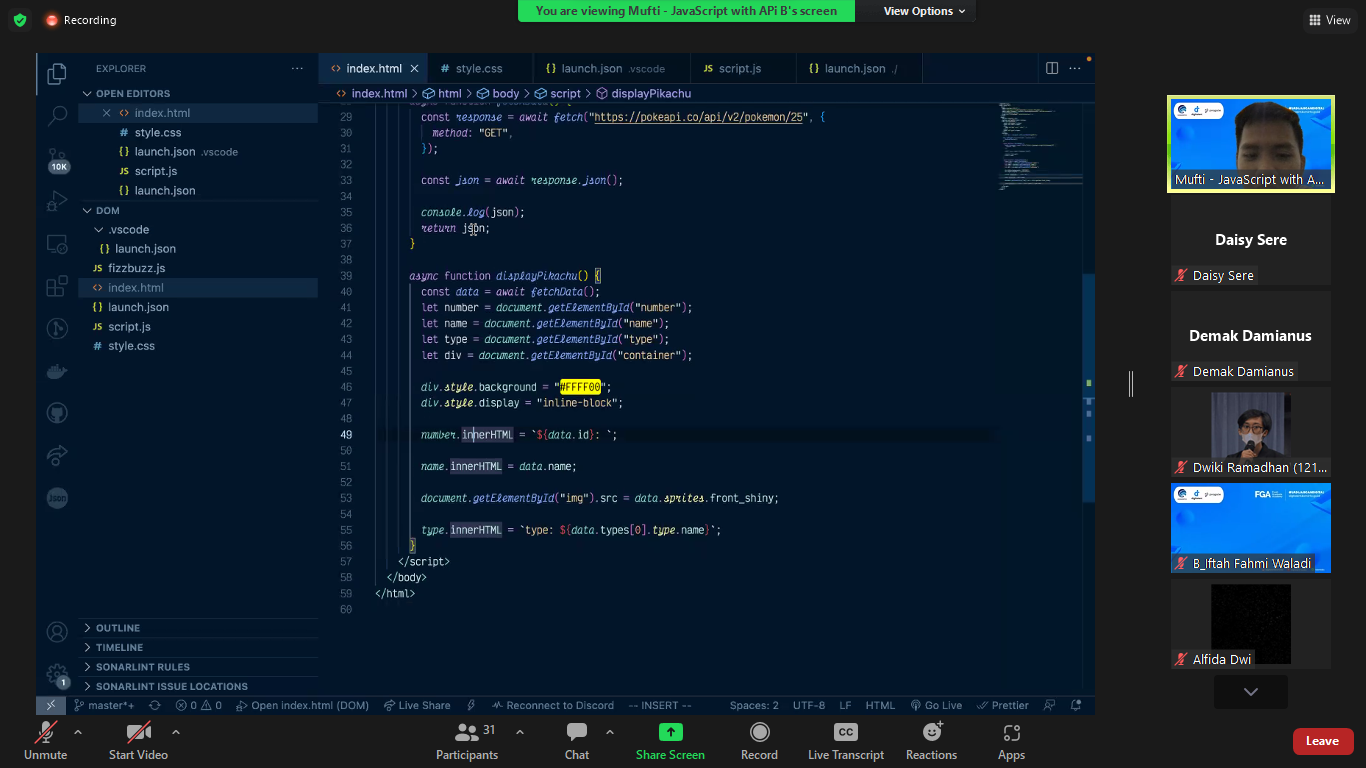 Recording
You are viewing Mufti - JavaScript with APi B's screen
View Options
View
EXPLORER
OPEN EDITORS
index.html
style.css
launch.json .vscode
script.js
launch.json
DOM
.vscode
launch.json
fizzbuzz.js
index.html
launch.json
script.js
style.css
OUTLINE
TIMELINE
SONARLINT RULES
SONARLINT ISSUE LOCATIONS
10K
1
json
index.html
style.css
launch.json .vscode
script.js
launch.json ./
index.html > html > body > script > displayPikachu
29 const response = await fetch("https://pokeapi.co/api/v2/pokemon/25", {
30 method: "GET",
31 });
32
33 const json = await response.json();
34
35 console.log(json);
36 return json;
37 }
38
39 async function displayPikachu() {
40 const data = await fetchData();
41 let number = document.getElementById("number");
42 let name = document.getElementById("name");
43 let type = document.getElementById("type");
44 let div = document.getElementById("container");
45
46 div.style.background = "#FFFF00";
47 div.style.display = "inline-block";
48
49 number.innerHTML = `${data.id}: `;
50
51 name.innerHTML = data.name;
52
53 document.getElementById("img").src = data.sprites.front_shiny;
54
55 type.innerHTML = `type: ${data.types[0].type.name}`;
56 }
57 </script>
58 </body>
59 </html>
60
master*+
0 0
Open index.html (DOM)
Live Share
Reconnect to Discord
-- INSERT --
Spaces: 2
UTF-8
LF
HTML
Go Live
Prettier
Mufti - JavaScript with A...
Daisy Sere
Daisy Sere
Demak Damianus
Demak Damianus
Dwiki Ramadhan (121...
FGA
B_Iftah Fahmi Waladi
Alfida Dwi
Unmute
Start Video
Participants
31
Chat
Share Screen
Record
CC
Live Transcript
Reactions
Apps
Leave